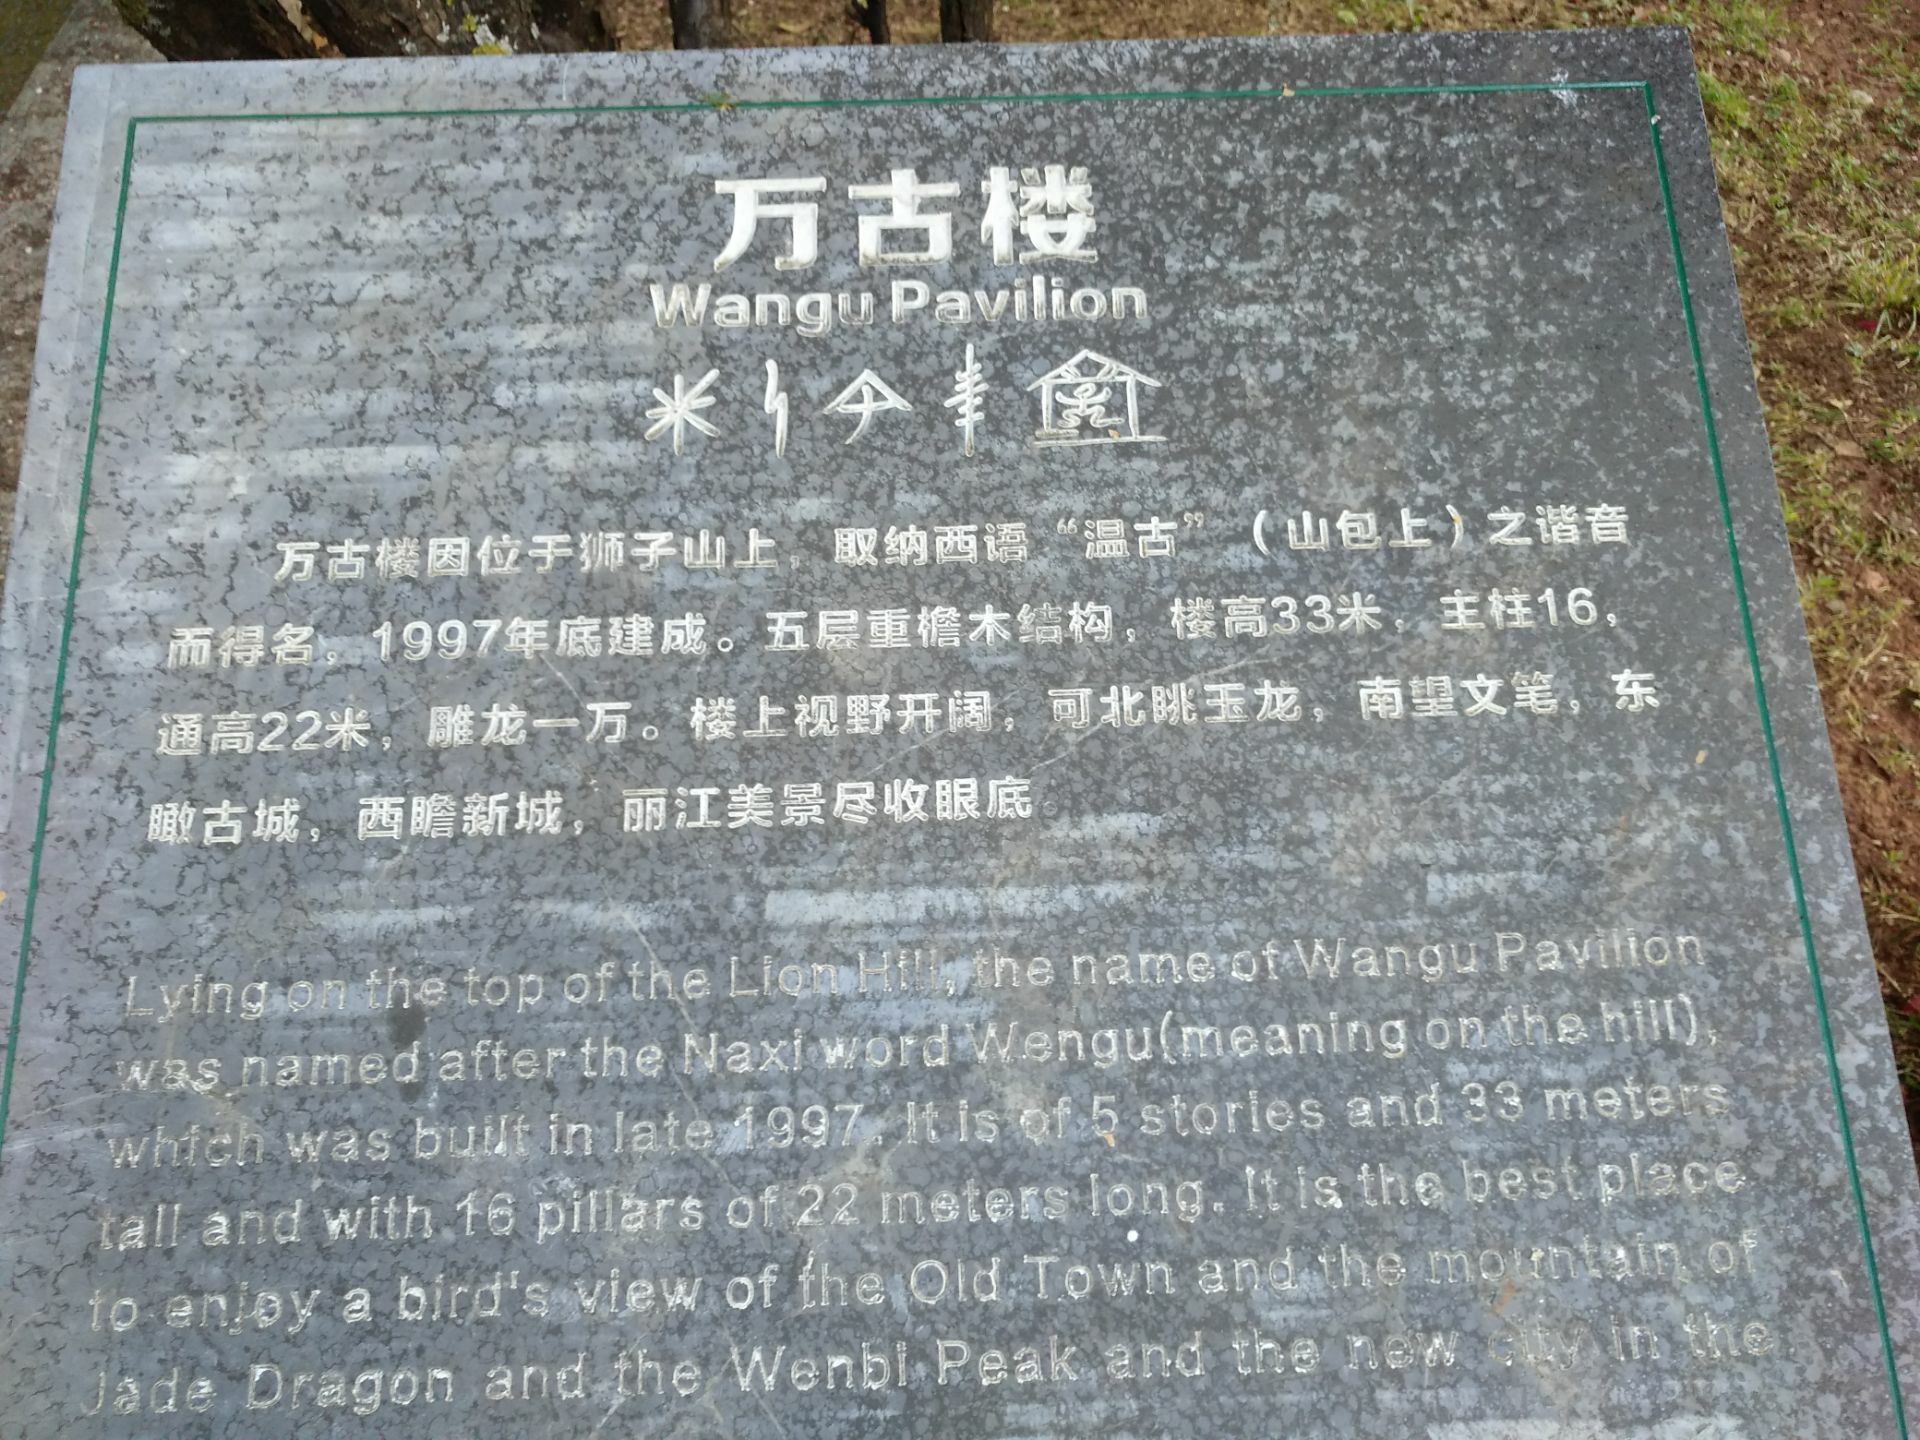 万古楼
Wangu Pavilion
万古楼因位于狮子山上，取纳西语“温古”（山包上）之谐音
而得名，1997年底建成。五层重檐木结构，楼高33米，主柱16，
通高22米，雕龙一万。楼上视野开阔，可北眺玉龙，南望文笔，东
瞰古城，西瞻新城，丽江美景尽收眼底
Lying on the top of the Lion Hill, the name of Wangu Pavilion
was named after the Naxi word Wengu(meaning on the hill),
which was built in late 1997. It is of 5 stories and 33 meters
tall and with 16 pillars of 22 meters long. It is the best place
to enjoy a bird's view of the Old Town and the mountain of
Jade Dragon and the Wenbi Peak and the new city in the